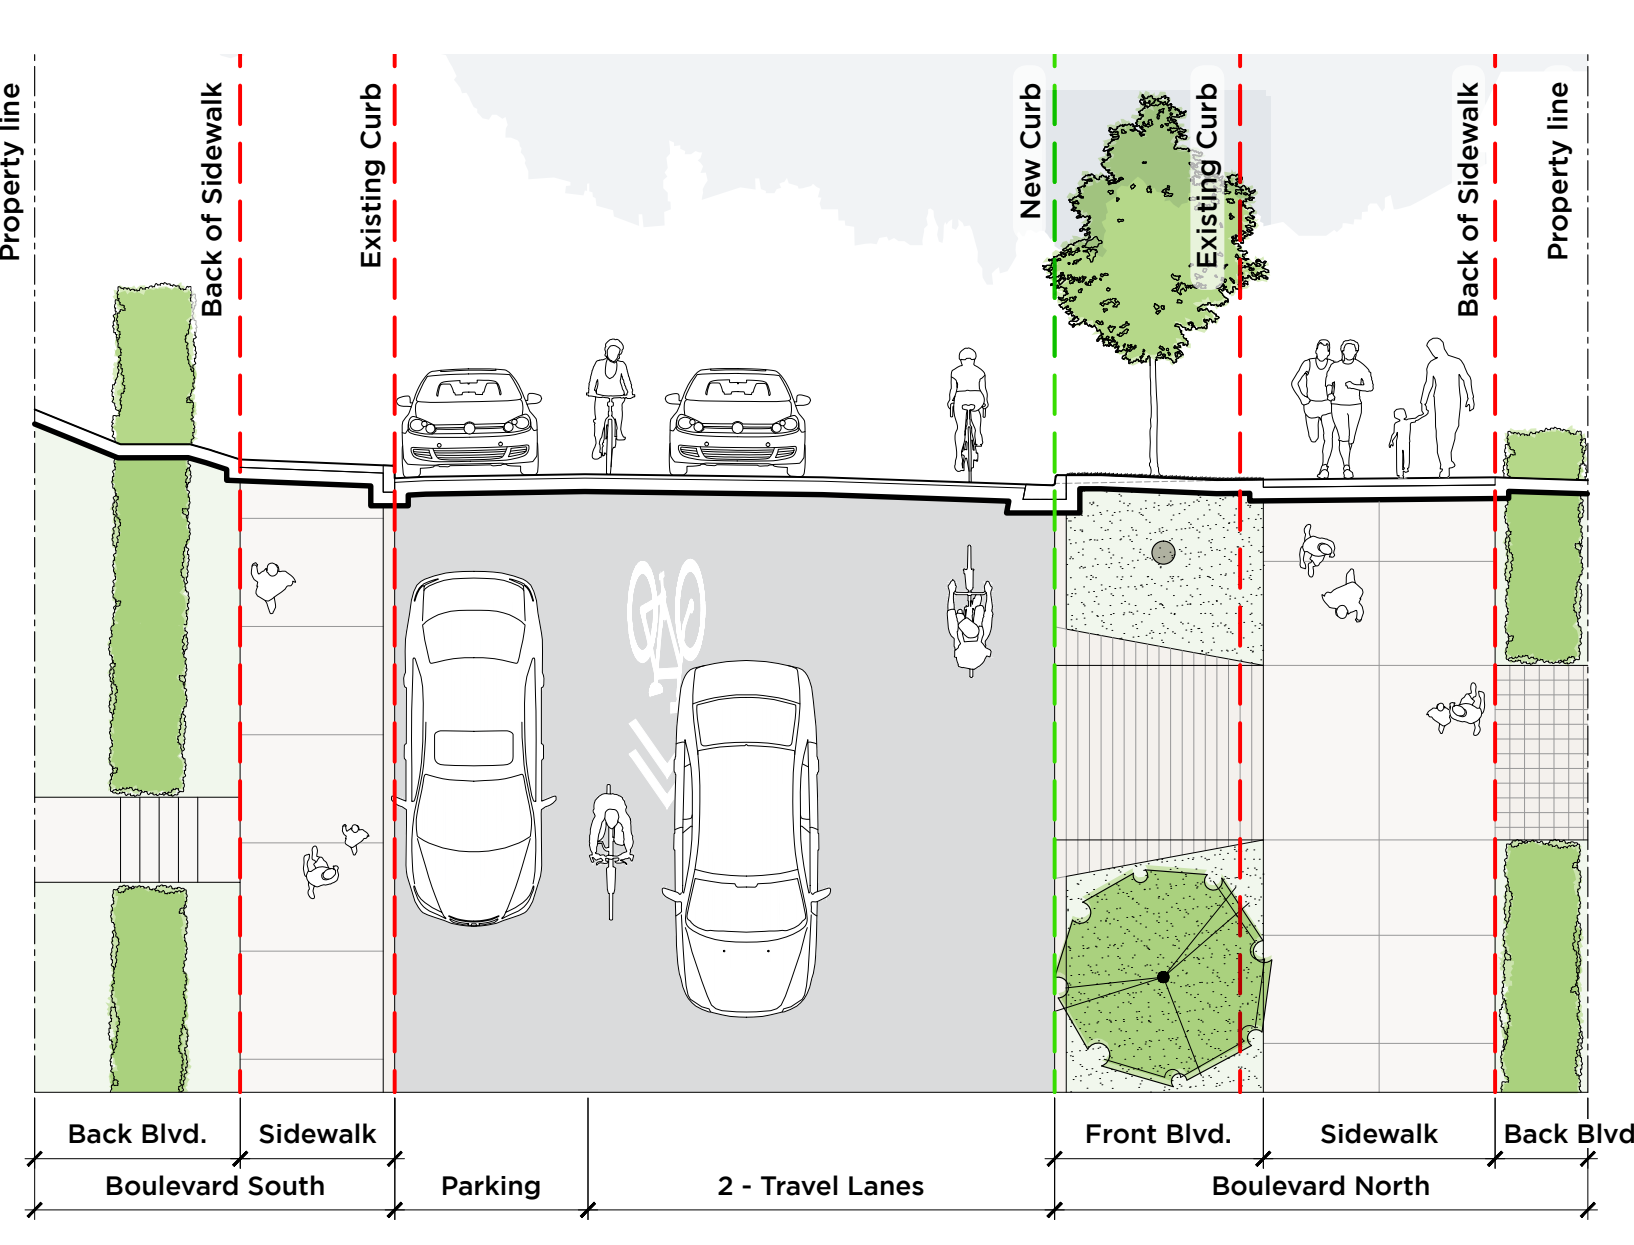 Property line
Back of Sidewalk
Existing Curb
New Curb
Existing Curb
Back of Sidewalk
Property line
Back Blvd.
Sidewalk
Front Blvd.
Sidewalk
Back Blvd
Boulevard South
Parking
2 - Travel Lanes
Boulevard North